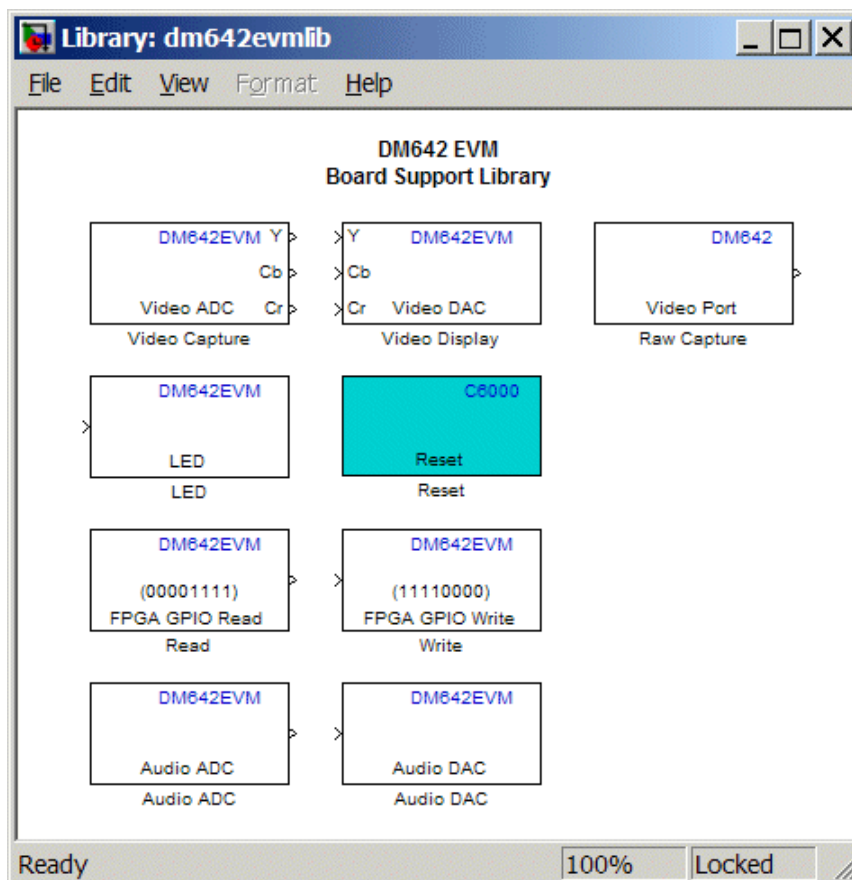 Library: dm642evmlib
File Edit View Format Help
DM642 EVM
Board Support Library
DM642EVM Y
Cb
Video ADC Cr
Video Capture
Y DM642EVM
Cb
Cr Video DAC
Video Display
DM642
Video Port
Raw Capture
DM642EVM
LED
LED
C6000
Reset
Reset
DM642EVM
(00001111)
FPGA GPIO Read
Read
DM642EVM
(11110000)
FPGA GPIO Write
Write
DM642EVM
Audio ADC
Audio ADC
DM642EVM
Audio DAC
Audio DAC
Ready 100% Locked